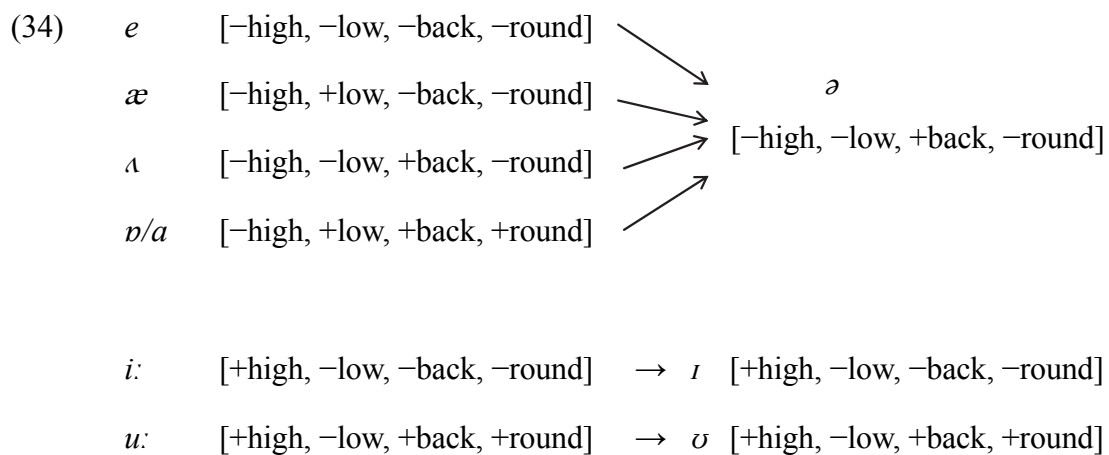 (34) e [−high, −low, −back, −round]
ə
æ [−high, +low, −back, −round]
[−high, −low, +back, −round]
ʌ [−high, −low, +back, −round]
ɒ/a [−high, +low, +back, +round]
iː [+high, −low, −back, −round] → ɪ [+high, −low, −back, −round]
uː [+high, −low, +back, +round] → ʊ [+high, −low, +back, +round]